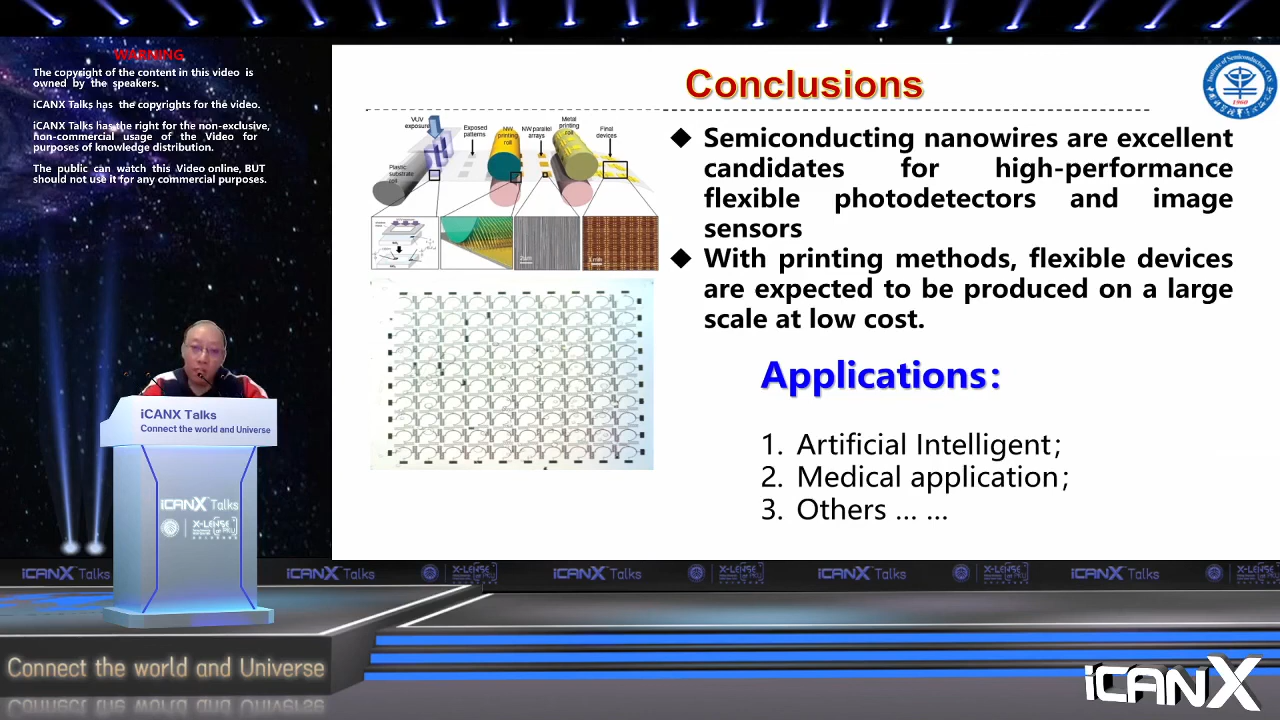 WARNING
The copyright of the content in this video is
owned by the speakers.
iCANX Talks has the copyrights for the video.
iCANX Talks has the right for the non-exclusive,
non-commercial usage of the Video for
purposes of knowledge distribution.
The public can watch this Video online, BUT
should not use it for any commercial purposes.
Conclusions
Institute of Semiconductors CAS
1960
VUV
exposure
Exposed
patterns
NW
printing
roll
NW parallel
arrays
Metal
printing
roll
Final
devices
Plastic
substrate
roll
◆ Semiconducting nanowires are excellent
candidates for high-performance
flexible photodetectors and image
sensors
◆ With printing methods, flexible devices
are expected to be produced on a large
scale at low cost.
Applications:
1. Artificial Intelligent;
2. Medical application;
3. Others ... ...
iCANX Talks
Connect the world and Universe
iCANX Talks
X-LENSE
iCANX Talks
X-LENSE
iCANX Talks
X-LENSE
iCANX Talks
X-LENSE
iCANX Talks
Connect the world and Universe
iCANX